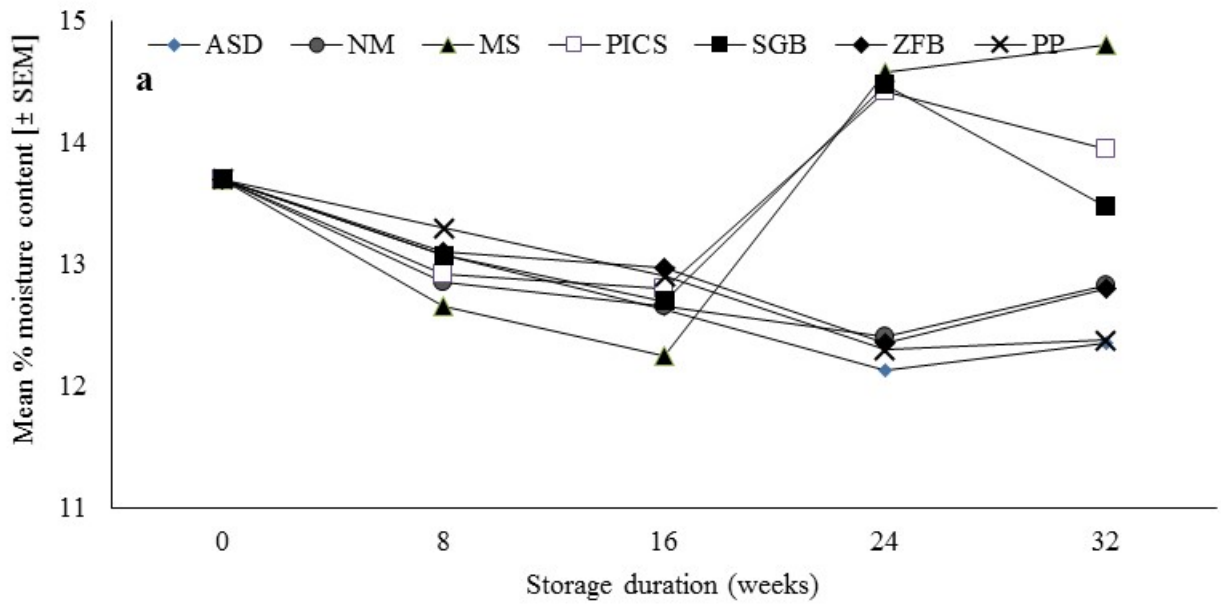 15
ASD NM MS PICS SGB ZFB PP
a
14
13
12
11
0 8 16 24 32
Storage duration (weeks)
Mean % moisture content [± SEM]